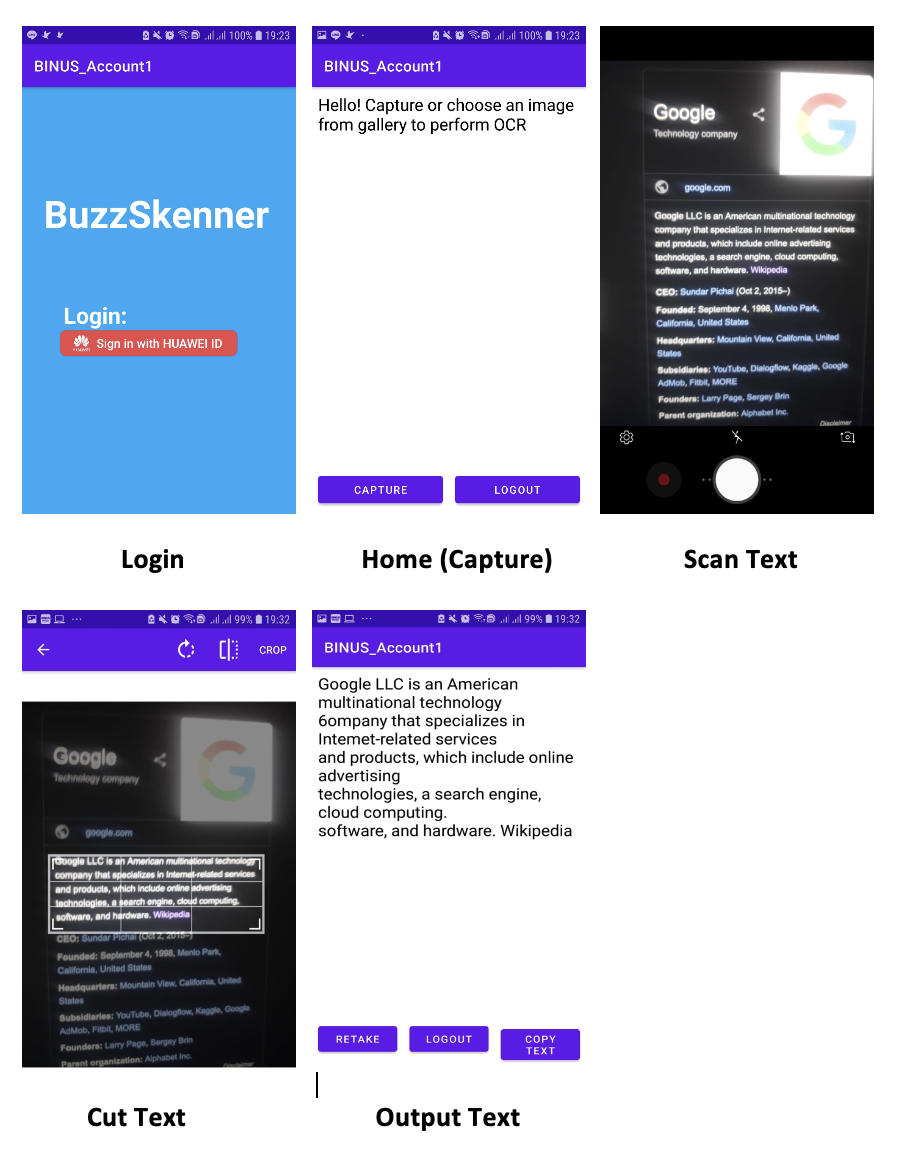 100% 19:23
BINUS_Account1
BuzzSkenner
Login:
HUAWEI
Sign in with HUAWEI ID
Login
100% 19:23
BINUS_Account1
Hello! Capture or choose an image
from gallery to perform OCR
CAPTURE
LOGOUT
Home (Capture)
Google
Technology company
google.com
Google LLC is an American multinational technology
company that specializes in Internet-related services
and products, which include online advertising
technologies, a search engine, cloud computing,
software, and hardware. Wikipedia
CEO: Sundar Pichai (Oct 2, 2015–)
Founded: September 4, 1998, Menlo Park,
California, United States
Headquarters: Mountain View, California, United
States
Subsidiaries: YouTube, Dialogflow, Kaggle, Google
AdMob, Fitbit, MORE
Founders: Larry Page, Sergey Brin
Parent organization: Alphabet Inc.
Disclaimer
Scan Text
99% 19:32
CROP
Google
Technology company
google.com
Google LLC is an American multinational technology
company that specializes in Internet-related services
and products, which include online advertising
technologies, a search engine, cloud computing,
software, and hardware. Wikipedia
CEO: Sundar Pichai (Oct 2, 2015–)
Founded: September 4, 1998, Menlo Park,
California, United States
Headquarters: Mountain View, California, United
States
Subsidiaries: YouTube, Dialogflow, Kaggle, Google
AdMob, Fitbit, MORE
Founders: Larry Page, Sergey Brin
Parent organization: Alphabet Inc.
Cut Text
99% 19:32
BINUS_Account1
Google LLC is an American
multinational technology
6ompany that specializes in
Intemet-related services
and products, which include online
advertising
technologies, a search engine,
cloud computing.
software, and hardware. Wikipedia
RETAKE
LOGOUT
COPY
TEXT
Output Text